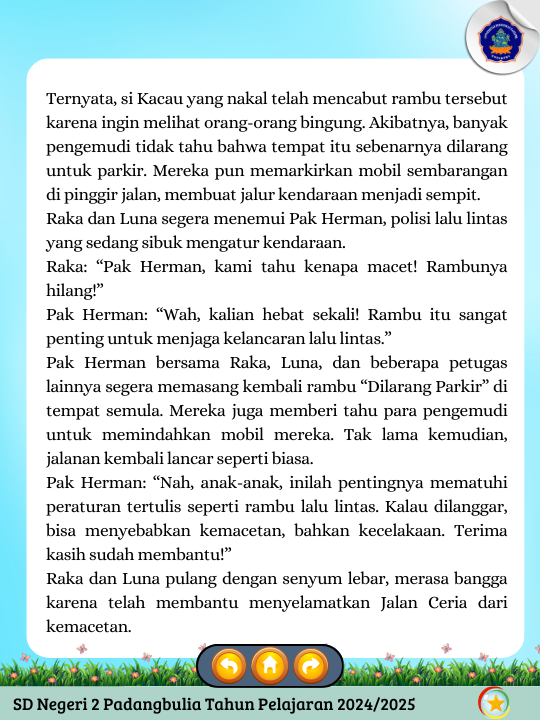 Ternyata, si Kacau yang nakal telah mencabut rambu tersebut
karena ingin melihat orang-orang bingung. Akibatnya, banyak
pengemudi tidak tahu bahwa tempat itu sebenarnya dilarang
untuk parkir. Mereka pun memarkirkan mobil sembarangan
di pinggir jalan, membuat jalur kendaraan menjadi sempit.
Raka dan Luna segera menemui Pak Herman, polisi lalu lintas
yang sedang sibuk mengatur kendaraan.
Raka: “Pak Herman, kami tahu kenapa macet! Rambunya
hilang!”
Pak Herman: “Wah, kalian hebat sekali! Rambu itu sangat
penting untuk menjaga kelancaran lalu lintas.”
Pak Herman bersama Raka, Luna, dan beberapa petugas
lainnya segera memasang kembali rambu “Dilarang Parkir” di
tempat semula. Mereka juga memberi tahu para pengemudi
untuk memindahkan mobil mereka. Tak lama kemudian,
jalanan kembali lancar seperti biasa.
Pak Herman: “Nah, anak-anak, inilah pentingnya mematuhi
peraturan tertulis seperti rambu lalu lintas. Kalau dilanggar,
bisa menyebabkan kemacetan, bahkan kecelakaan. Terima
kasih sudah membantu!”
Raka dan Luna pulang dengan senyum lebar, merasa bangga
karena telah membantu menyelamatkan Jalan Ceria dari
kemacetan.
SD Negeri 2 Padangbulia Tahun Pelajaran 2024/2025